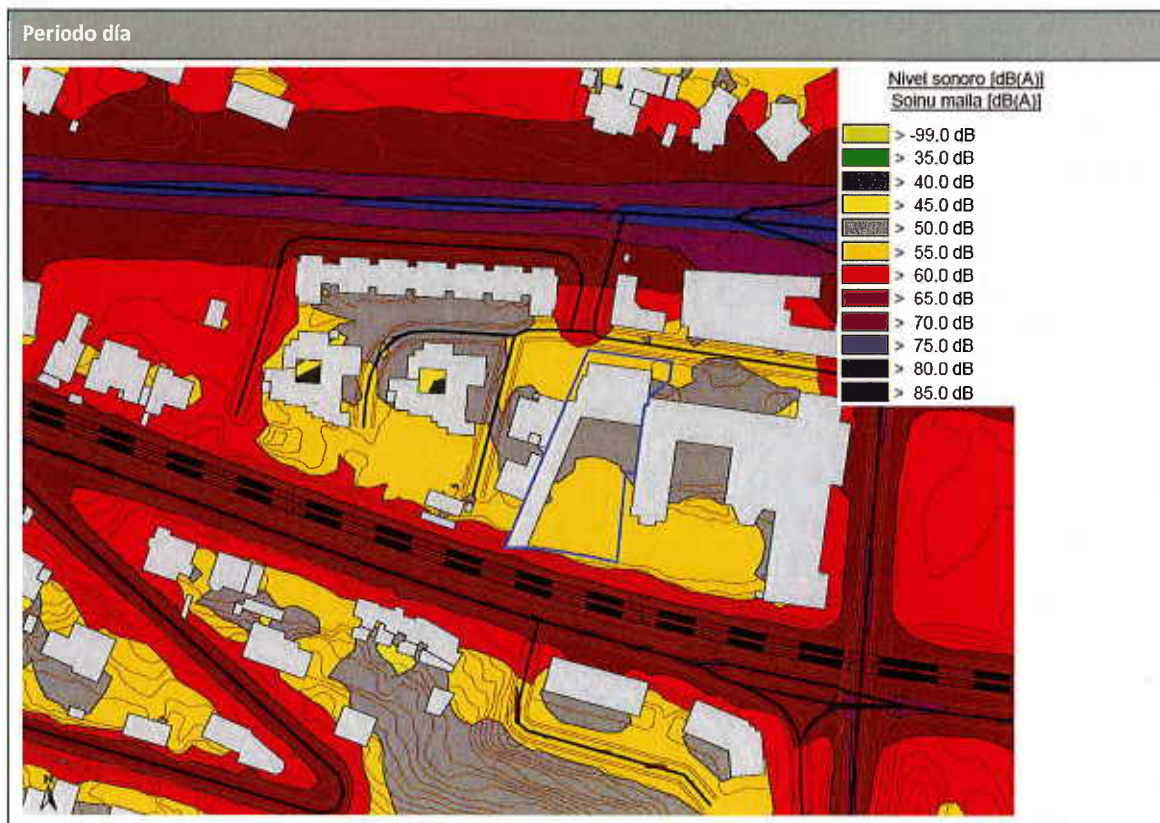 Periodo día
Nivel sonoro [dB(A)]
Soinu maila [dB(A)]
> -99.0 dB
> 35.0 dB
> 40.0 dB
> 45.0 dB
> 50.0 dB
> 55.0 dB
> 60.0 dB
> 65.0 dB
> 70.0 dB
> 75.0 dB
> 80.0 dB
> 85.0 dB
N